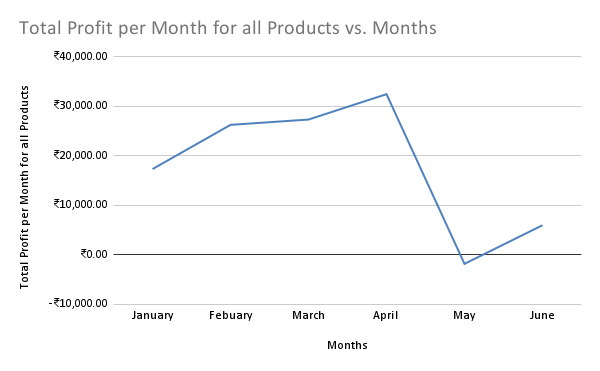 Total Profit per Month for all Products vs. Months
Total Profit per Month for all Products
₹40,000.00
₹30,000.00
₹20,000.00
₹10,000.00
₹0.00
-₹10,000.00
January Febuary March April May June
Months